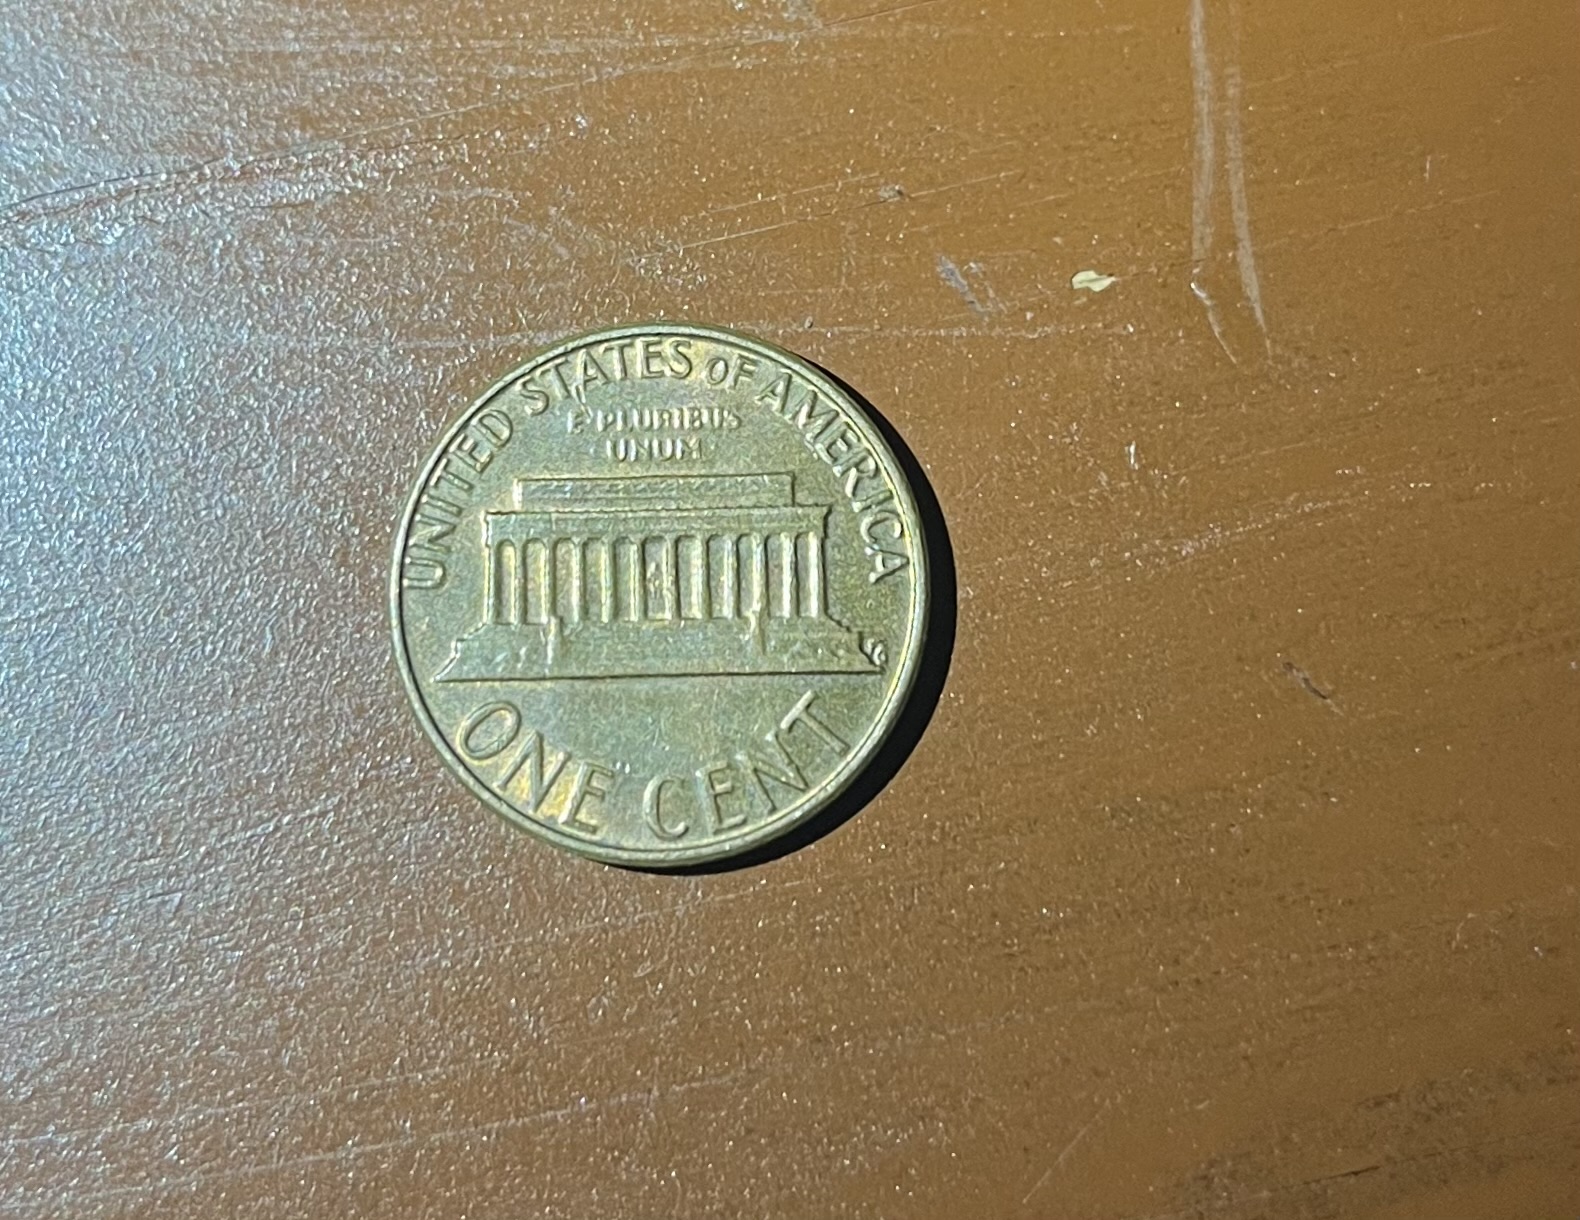 UNITED STATES OF AMERICA
E PLURIBUS
UNUM
ONE CENT